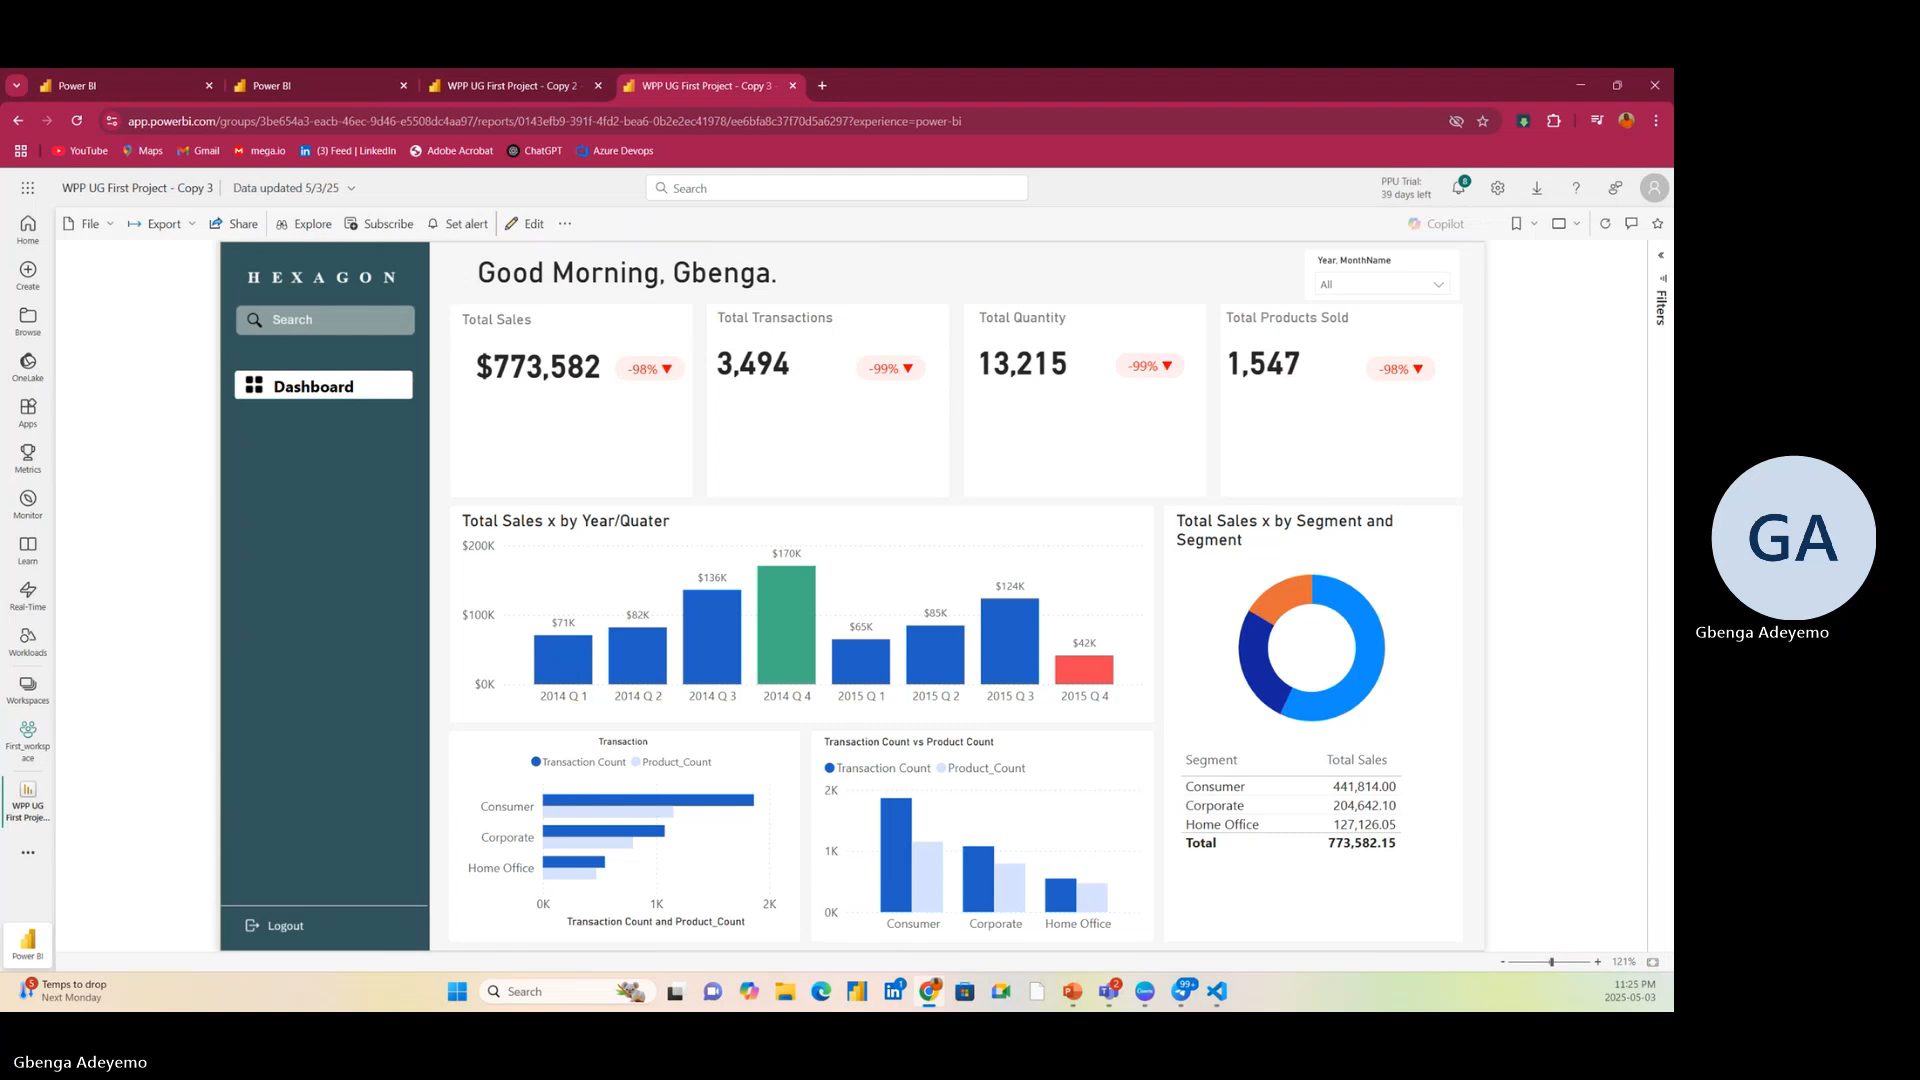 Power BI
Power BI
WPP UG First Project - Copy 2
WPP UG First Project - Copy 3
app.powerbi.com/groups/3be654a3-eacb-46ec-9d46-e5508dc4aa97/reports/0143efb9-391f-4fd2-bea6-0b2e2ec41978/ee6bfa8c37f70d5a6297?experience=power-bi
YouTube Maps Gmail mega.io (3) Feed | LinkedIn Adobe Acrobat ChatGPT Azure Devops
WPP UG First Project - Copy 3 Data updated 5/3/25
Search
PPU Trial:
39 days left
8
File Export Share Explore Subscribe Set alert Edit
Copilot
Home
Create
Browse
OneLake
Apps
Metrics
Monitor
Learn
Real-Time
Workloads
Workspaces
First_worksp
ace
WPP UG
First Proje...
Power BI
HEXAGON
Search
Dashboard
Logout
Good Morning, Gbenga.
Year, MonthName
All
Filters
Total Sales
$773,582 -98% ▼
Total Transactions
3,494 -99% ▼
Total Quantity
13,215 -99% ▼
Total Products Sold
1,547 -98% ▼
Total Sales x by Year/Quater
$200K
$100K
$0K
$71K
$82K
$136K
$170K
$65K
$85K
$124K
$42K
2014 Q 1 2014 Q 2 2014 Q 3 2014 Q 4 2015 Q 1 2015 Q 2 2015 Q 3 2015 Q 4
Total Sales x by Segment and
Segment
Segment Total Sales
Consumer 441,814.00
Corporate 204,642.10
Home Office 127,126.05
Total 773,582.15
Transaction
Transaction Count Product_Count
Consumer
Corporate
Home Office
0K 1K 2K
Transaction Count and Product_Count
Transaction Count vs Product Count
Transaction Count Product_Count
2K
1K
0K
Consumer Corporate Home Office
121%
5
Temps to drop
Next Monday
Search
1
2
99+
11:25 PM
2025-05-03
GA
Gbenga Adeyemo
Gbenga Adeyemo